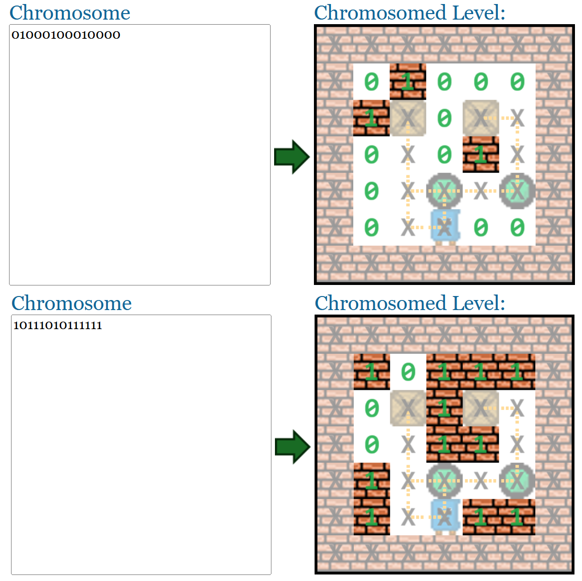 Chromosome
Chromosomed Level:
01000100010000
X X X X X X X
X 0 1 0 0 0 X
X 1 X 0 X X X
X 0 X 0 1 X X
X 0 X X X X X
X 0 X X 0 0 X
X X X X X X X
Chromosome
Chromosomed Level:
10111010111111
X X X X X X X
X 1 0 1 1 1 X
X 0 X 1 X X X
X 0 X 1 1 X X
X 1 X X X X X
X 1 X X 1 1 X
X X X X X X X